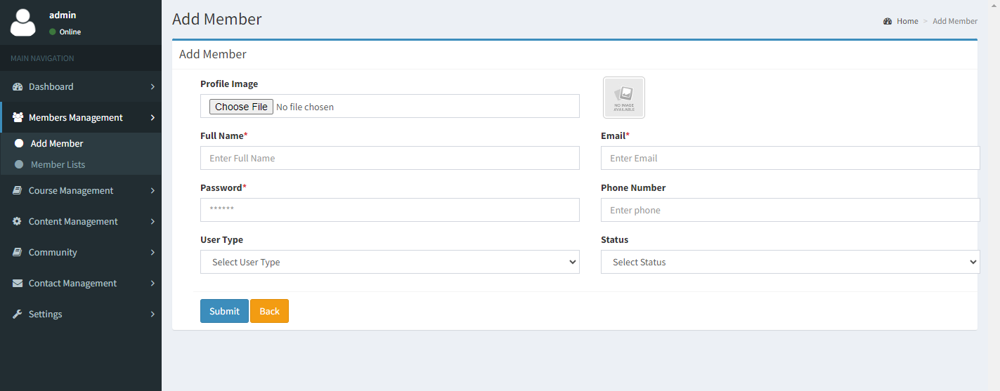 admin
Online
MAIN NAVIGATION
Dashboard
Members Management
Add Member
Member Lists
Course Management
Content Management
Community
Contact Management
Settings
Add Member
Home > Add Member
Add Member
Profile Image
Choose File No file chosen
NO IMAGE
AVAILABLE
Full Name*
Enter Full Name
Email*
Enter Email
Password*
******
Phone Number
Enter phone
User Type
Select User Type
Status
Select Status
Submit
Back